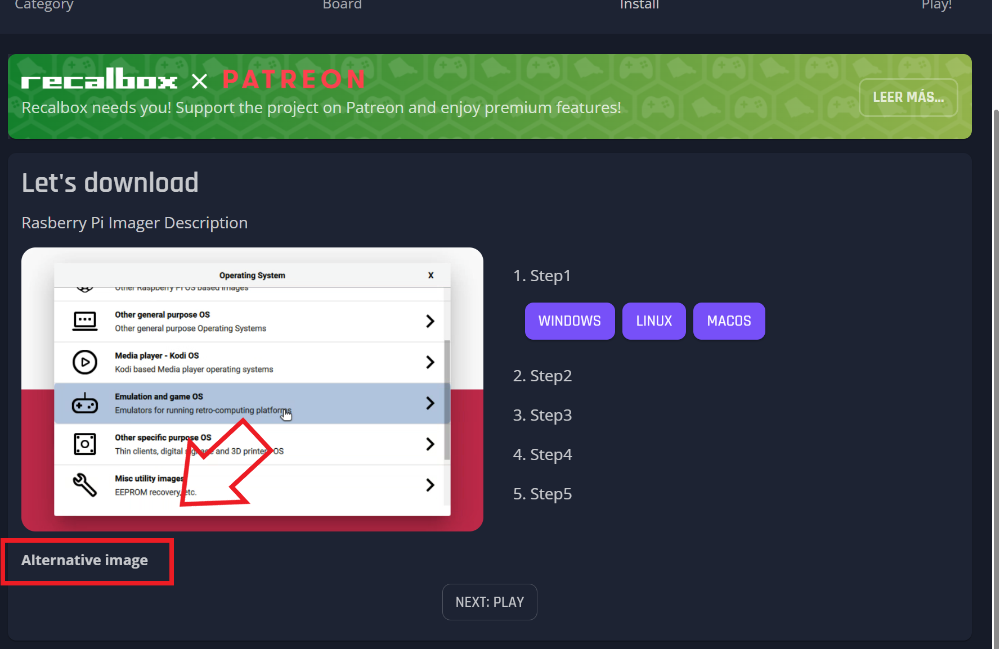 Category Board Install Play!
recalbox × PATREON
Recalbox needs you! Support the project on Patreon and enjoy premium features!
LEER MÁS...
Let's download
Rasberry Pi Imager Description
Operating System X
Other Raspberry Pi OS based images
Other general purpose OS
Other general purpose Operating Systems
Media player - Kodi OS
Kodi based Media player operating systems
Emulation and game OS
Emulators for running retro-computing platforms
Other specific purpose OS
Thin clients, digital signage and 3D printer OS
Misc utility images
EEPROM recovery, etc.
1. Step1
WINDOWS LINUX MACOS
2. Step2
3. Step3
4. Step4
5. Step5
Alternative image
NEXT: PLAY